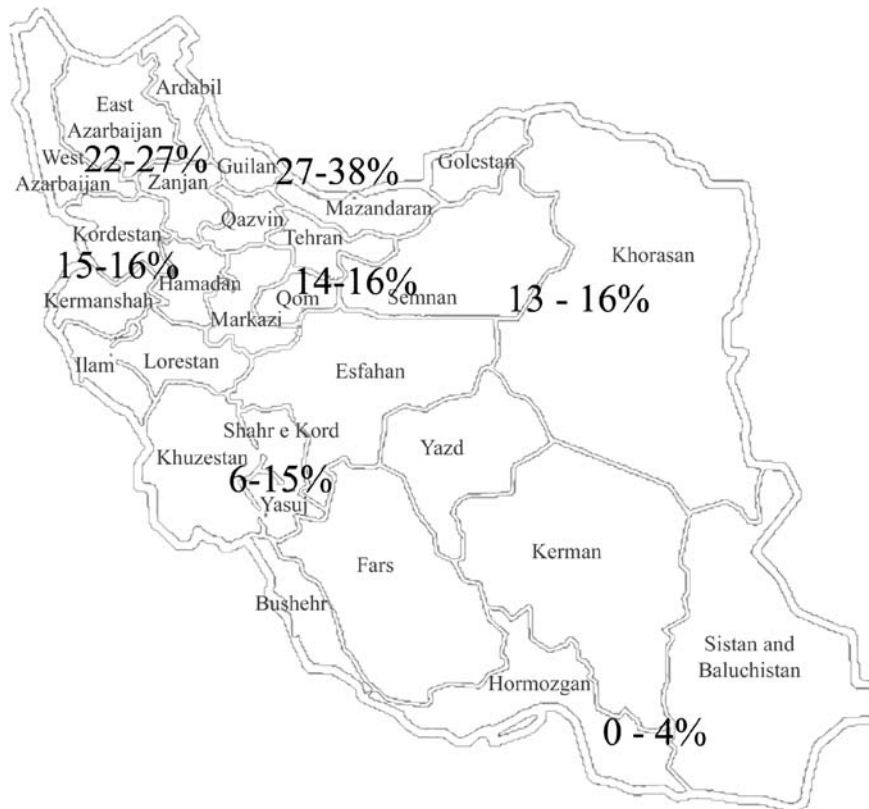 Ardabil
East
Azarbaijan
West
Azarbaijan
22-27%
Zanjan
Guilan
27-38%
Golestan
Mazandaran
Qazvin
Tehran
Kordestan
Khorasan
15-16%
Hamadan
14-16%
Kermanshah
Qom
Semnan
13 - 16%
Markazi
Ilam
Lorestan
Esfahan
Shahr e Kord
Khuzestan
Yazd
6-15%
Yasuj
Fars
Kerman
Bushehr
Sistan and
Baluchistan
Hormozgan
0 - 4%